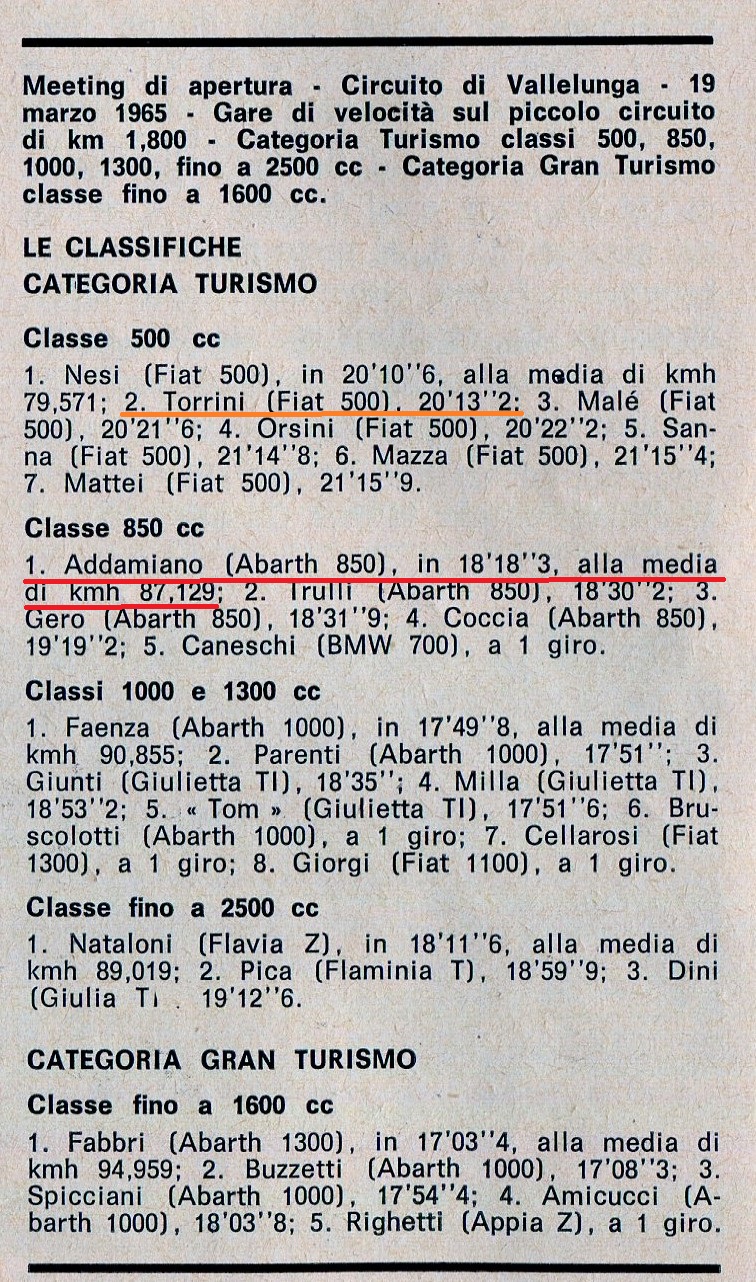 Meeting di apertura - Circuito di Vallelunga - 19
marzo 1965 - Gare di velocità sul piccolo circuito
di km 1,800 - Categoria Turismo classi 500, 850,
1000, 1300, fino a 2500 cc - Categoria Gran Turismo
classe fino a 1600 cc.
LE CLASSIFICHE
CATEGORIA TURISMO
Classe 500 cc
1. Nesi (Fiat 500), in 20'10''6, alla media di kmh
79,571; 2. Torrini (Fiat 500), 20'13''2; 3. Malé (Fiat
500), 20'21''6; 4. Orsini (Fiat 500), 20'22''2; 5. San-
na (Fiat 500), 21'14''8; 6. Mazza (Fiat 500), 21'15''4;
7. Mattei (Fiat 500), 21'15''9.
Classe 850 cc
1. Addamiano (Abarth 850), in 18'18''3, alla media
di kmh 87,129; 2. Trulli (Abarth 850), 18'30''2; 3.
Gero (Abarth 850), 18'31''9; 4. Coccia (Abarth 850),
19'19''2; 5. Caneschi (BMW 700), a 1 giro.
Classi 1000 e 1300 cc
1. Faenza (Abarth 1000), in 17'49''8, alla media di
kmh 90,855; 2. Parenti (Abarth 1000), 17'51''; 3.
Giunti (Giulietta TI), 18'35''; 4. Milla (Giulietta TI),
18'53''2; 5. « Tom » (Giulietta TI), 17'51''6; 6. Bru-
scolotti (Abarth 1000), a 1 giro; 7. Cellarosi (Fiat
1300), a 1 giro; 8. Giorgi (Fiat 1100), a 1 giro.
Classe fino a 2500 cc
1. Nataloni (Flavia Z), in 18'11''6, alla media di
kmh 89,019; 2. Pica (Flaminia T), 18'59''9; 3. Dini
(Giulia TI . 19'12''6.
CATEGORIA GRAN TURISMO
Classe fino a 1600 cc
1. Fabbri (Abarth 1300), in 17'03''4, alla media di
kmh 94,959; 2. Buzzetti (Abarth 1000), 17'08''3; 3.
Spicciani (Abarth 1000), 17'54''4; 4. Amicucci (A-
barth 1000), 18'03''8; 5. Righetti (Appia Z), a 1 giro.